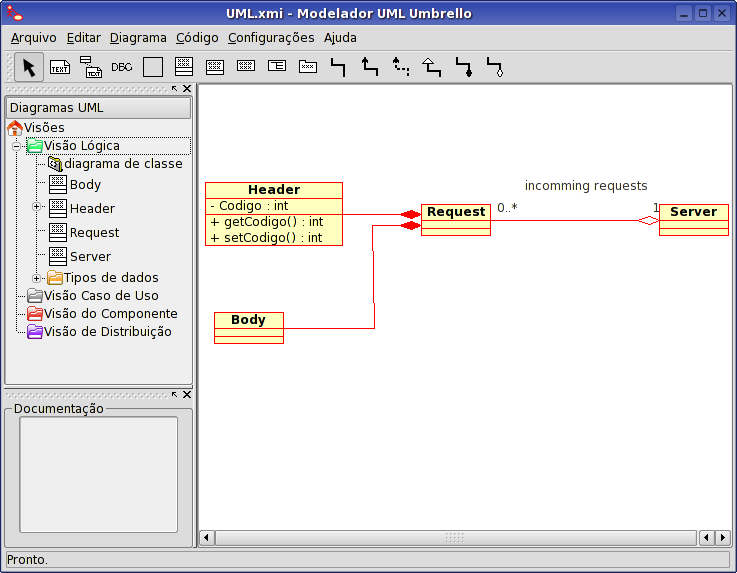 UML.xmi - Modelador UML Umbrello
Arquivo Editar Diagrama Código Configurações Ajuda
TEXT TEXT DBC
Diagramas UML
Visões
Visão Lógica
diagrama de classe
Body
Header
Request
Server
Tipos de dados
Visão Caso de Uso
Visão do Componente
Visão de Distribuição
Documentação
Header
- Codigo : int
+ getCodigo() : int
+ setCodigo() : int
Body
Request
incomming requests
0..*
1
Server
Pronto.